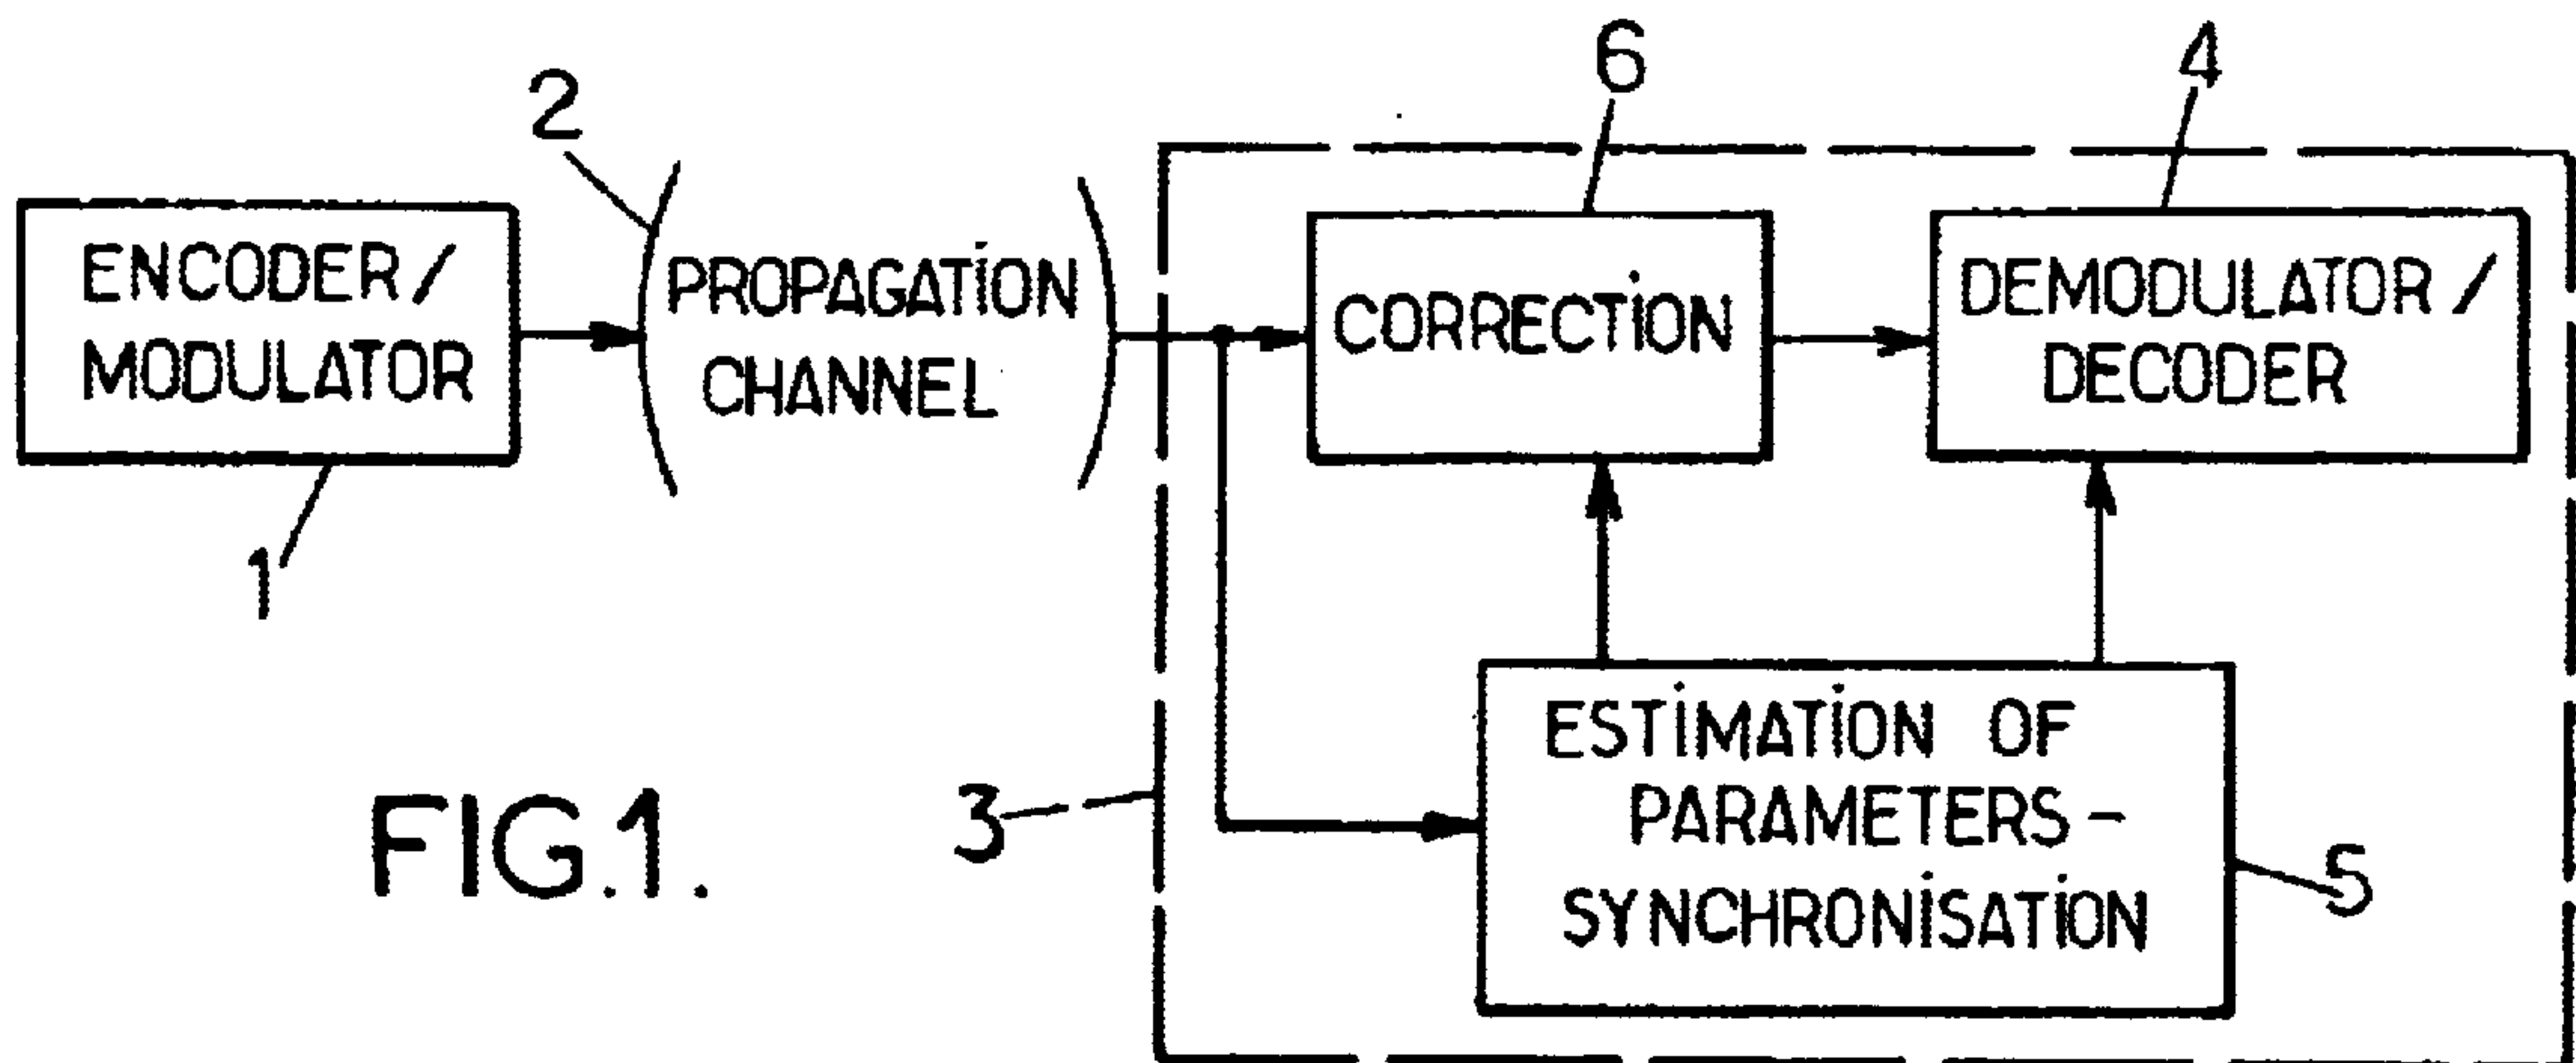 6
4
2
ENCODER/
MODULATOR
PROPAGATION
CHANNEL
CORRECTION
DEMODULATOR/
DECODER
1
ESTIMATION OF
PARAMETERS -
SYNCHRONISATION
3
5
FIG.1.